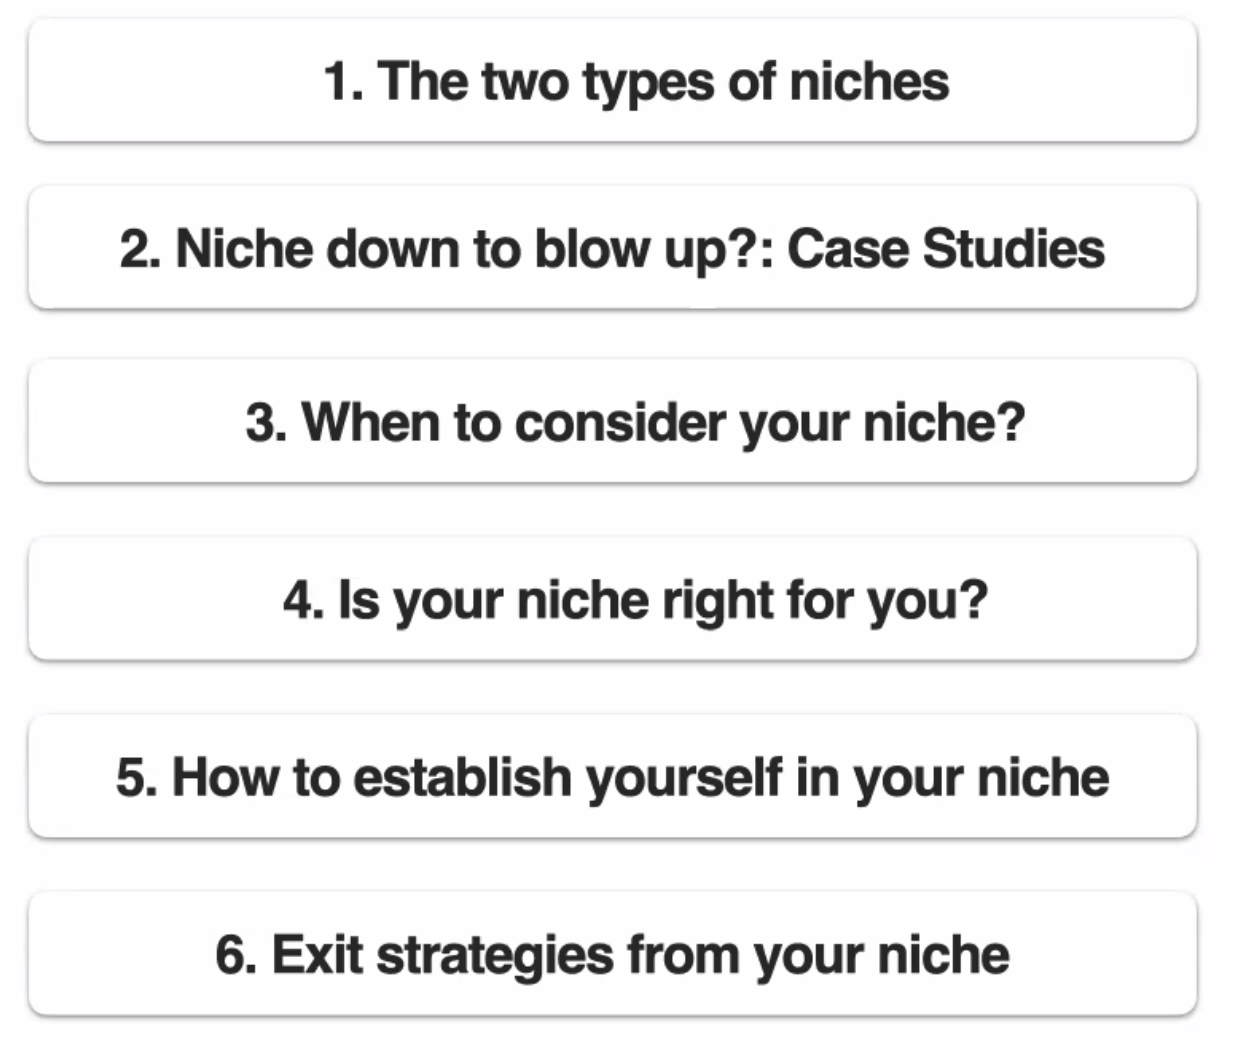 1. The two types of niches
2. Niche down to blow up?: Case Studies
3. When to consider your niche?
4. Is your niche right for you?
5. How to establish yourself in your niche
6. Exit strategies from your niche